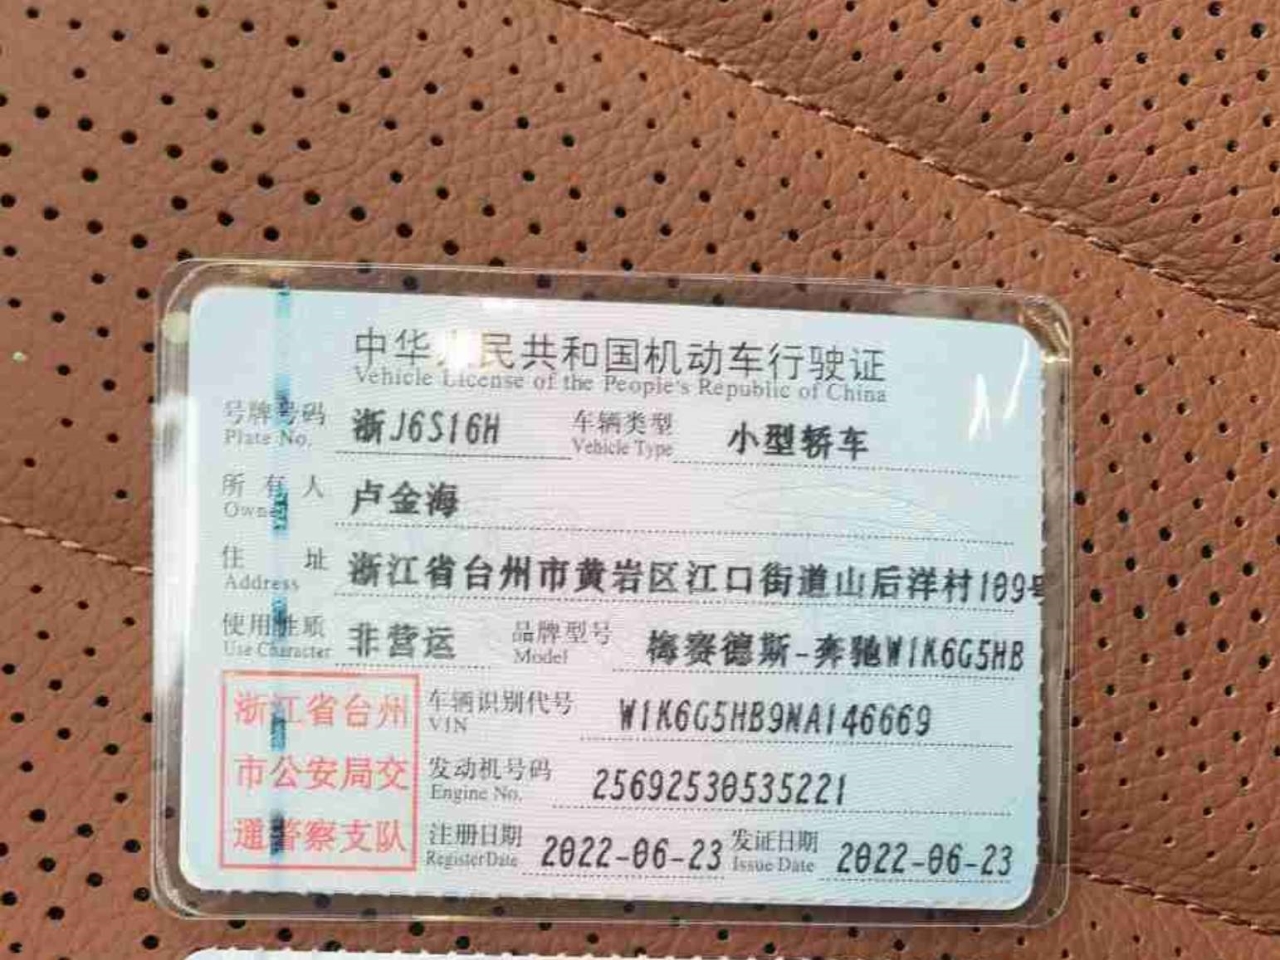 中华人民共和国机动车行驶证
Vehicle License of the People's Republic of China
号牌号码 浙J6S16H 车辆类型 小型轿车
Plate No. Vehicle Type
所有人 卢金海
Owner
住址 浙江省台州市黄岩区江口街道山后洋村109号
Address
使用性质 非营运 品牌型号 梅赛德斯-奔驰W1K6G5HB
Use Character Model
浙江省台州
市公安局交
通警察支队
车辆识别代号 W1K6G5HB9NA146669
VIN
发动机号码 25692530535221
Engine No.
注册日期 2022-06-23 发证日期 2022-06-23
Register Date Issue Date